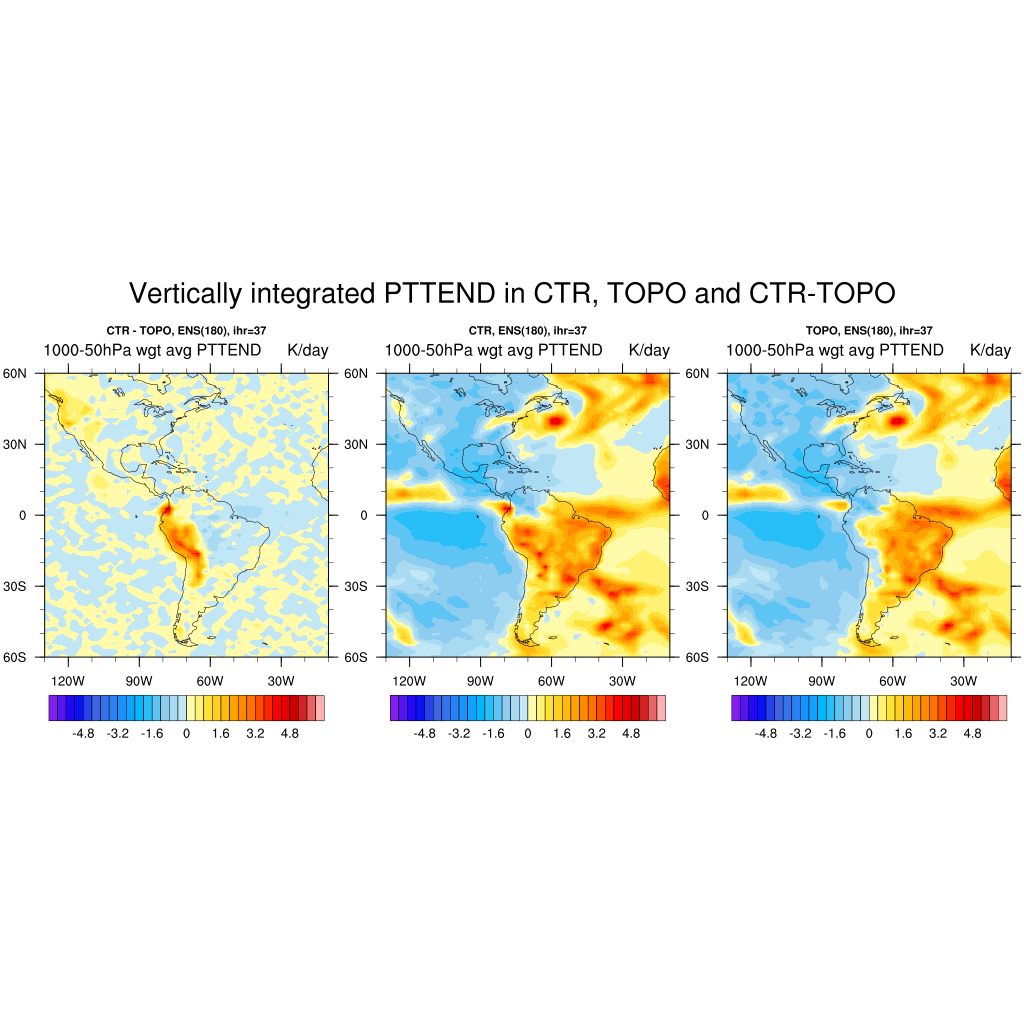 Vertically integrated PTTEND in CTR, TOPO and CTR-TOPO
CTR - TOPO, ENS(180), ihr=37
1000-50hPa wgt avg PTTEND K/day
60N
30N
0
30S
60S
120W 90W 60W 30W
-4.8 -3.2 -1.6 0 1.6 3.2 4.8
CTR, ENS(180), ihr=37
1000-50hPa wgt avg PTTEND K/day
60N
30N
0
30S
60S
120W 90W 60W 30W
-4.8 -3.2 -1.6 0 1.6 3.2 4.8
TOPO, ENS(180), ihr=37
1000-50hPa wgt avg PTTEND K/day
60N
30N
0
30S
60S
120W 90W 60W 30W
-4.8 -3.2 -1.6 0 1.6 3.2 4.8